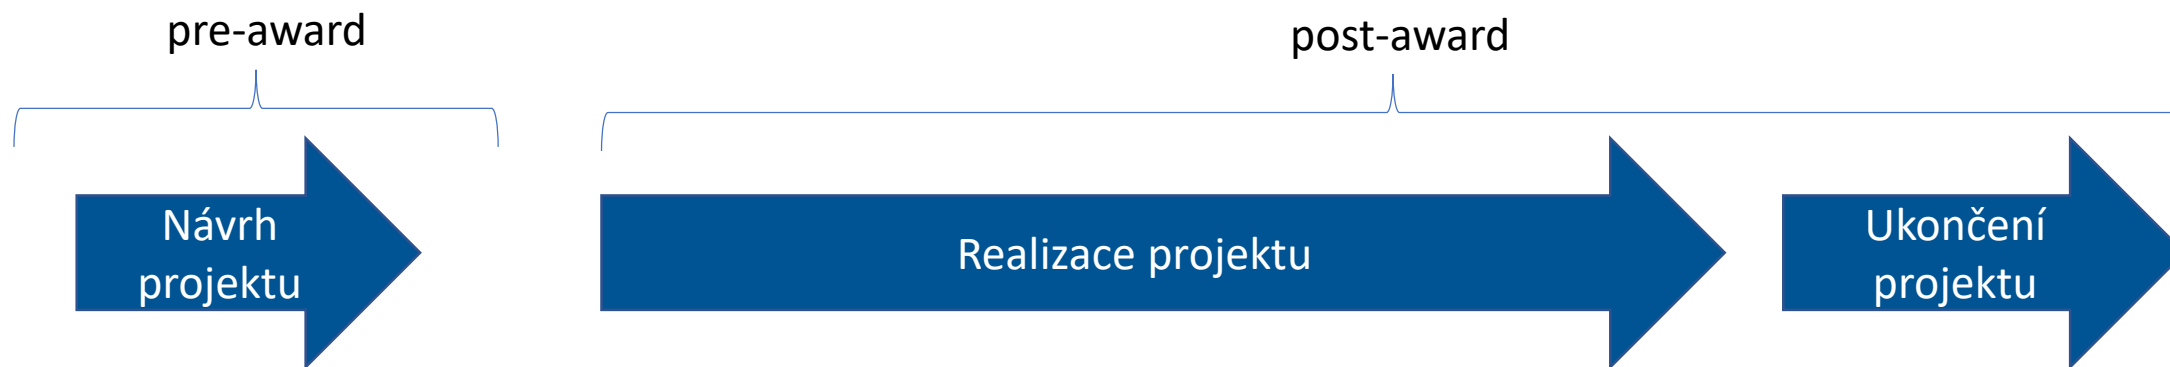 pre-award
post-award
Návrh
projektu
Realizace projektu
Ukončení
projektu